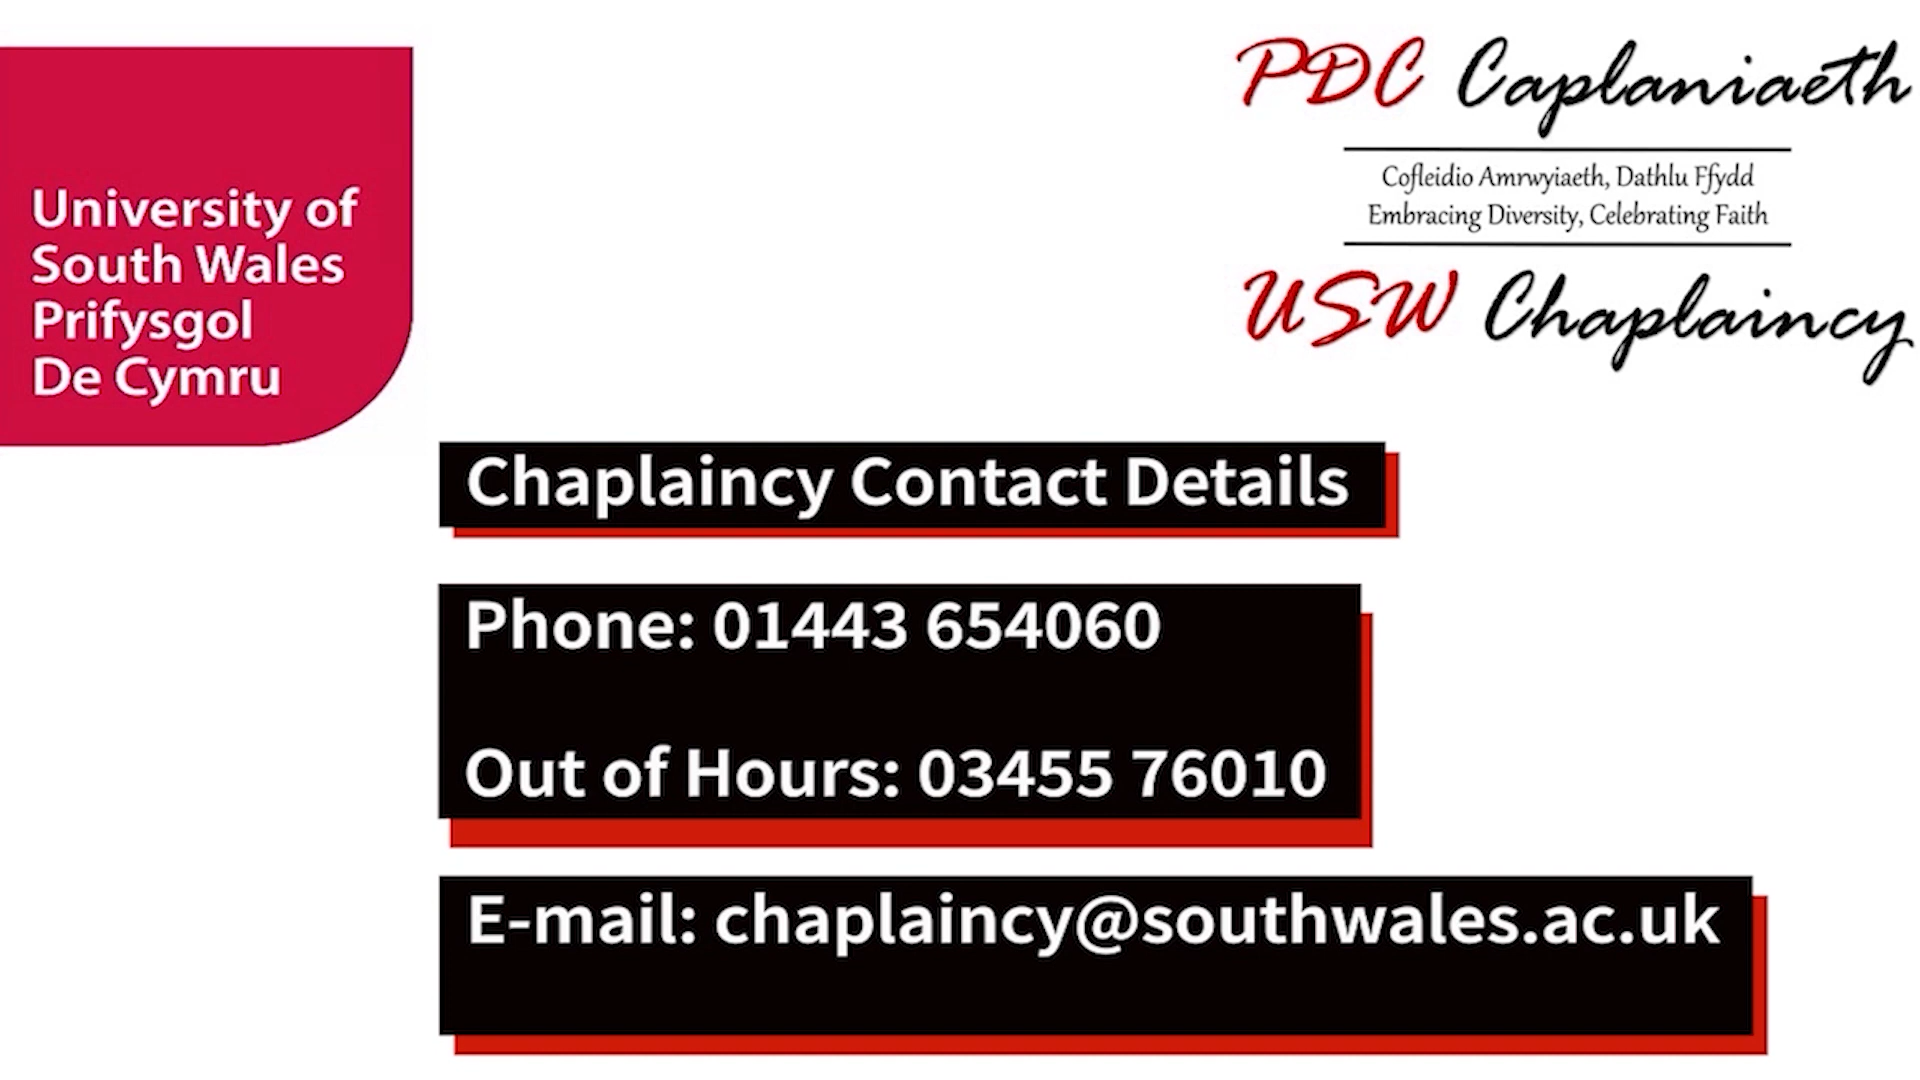 University of
South Wales
Prifysgol
De Cymru
PDC Caplaniaeth
Cofleidio Amrwyiaeth, Dathlu Ffydd
Embracing Diversity, Celebrating Faith
USW Chaplaincy
Chaplaincy Contact Details
Phone: 01443 654060
Out of Hours: 03455 76010
E-mail: chaplaincy@southwales.ac.uk